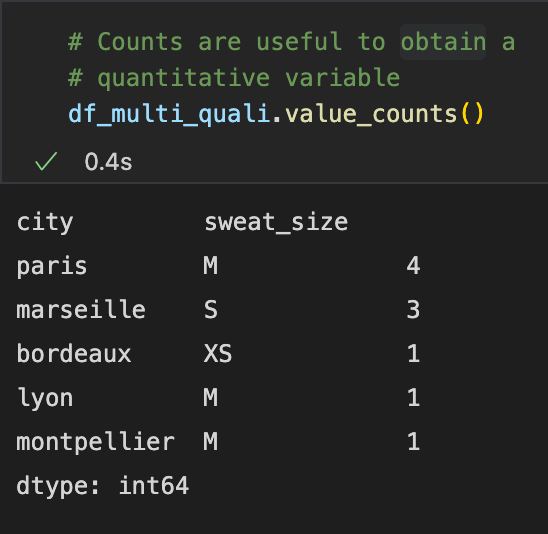 # Counts are useful to obtain a
# quantitative variable
df_multi_quali.value_counts()
0.4s
city sweat_size
paris M 4
marseille S 3
bordeaux XS 1
lyon M 1
montpellier M 1
dtype: int64